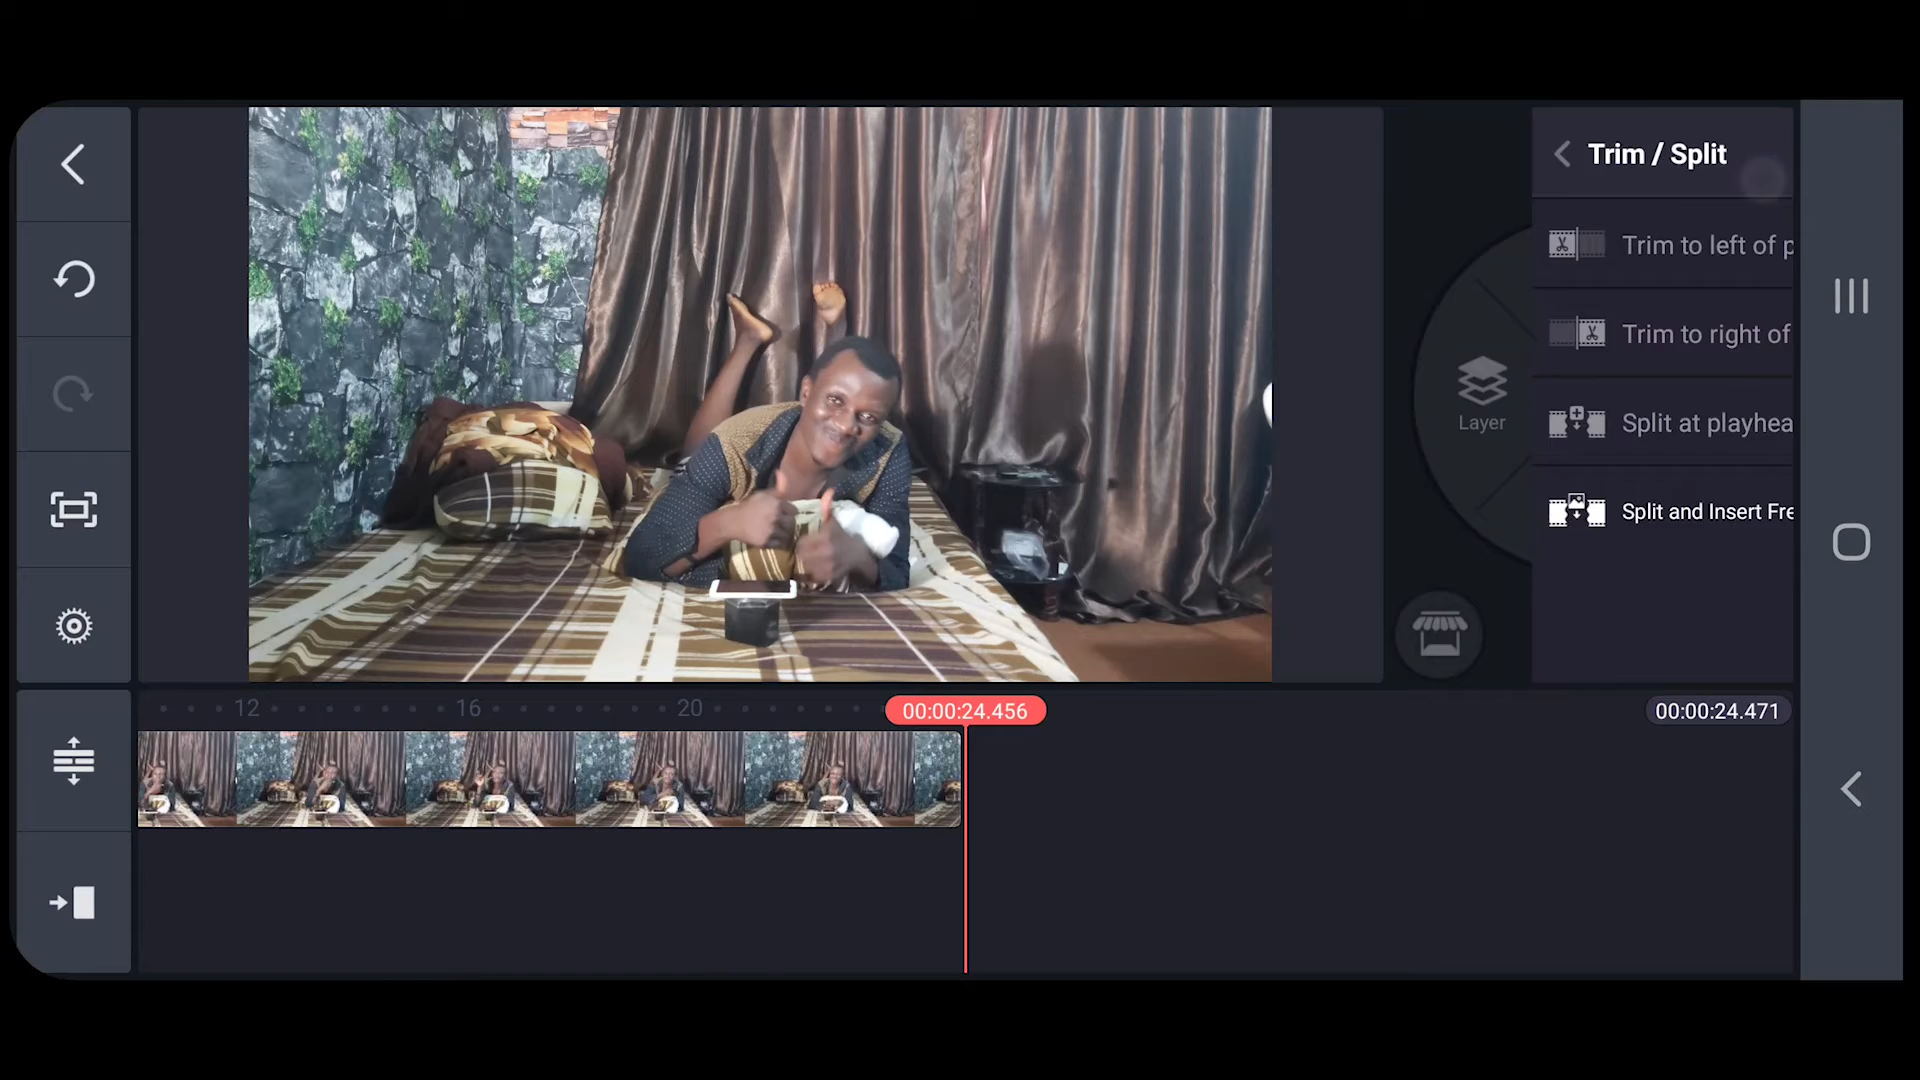 Trim / Split
Trim to left of p
Trim to right of
Split at playhea
Split and Insert Fre
Layer
12
16
20
00:00:24.456
00:00:24.471